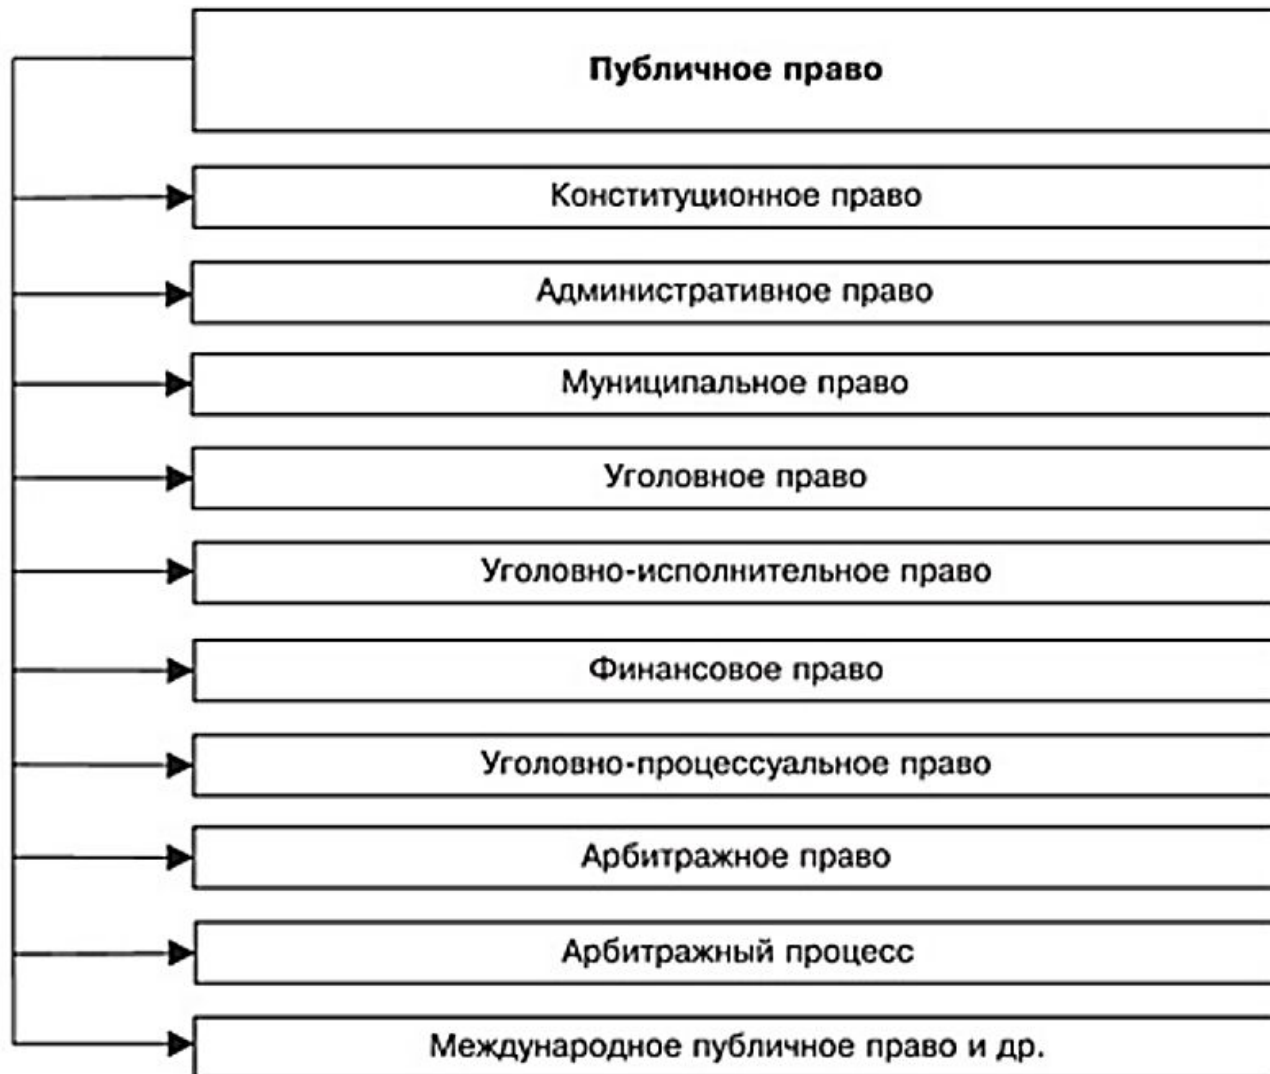 Публичное право
Конституционное право
Административное право
Муниципальное право
Уголовное право
Уголовно-исполнительное право
Финансовое право
Уголовно-процессуальное право
Арбитражное право
Арбитражный процесс
Международное публичное право и др.